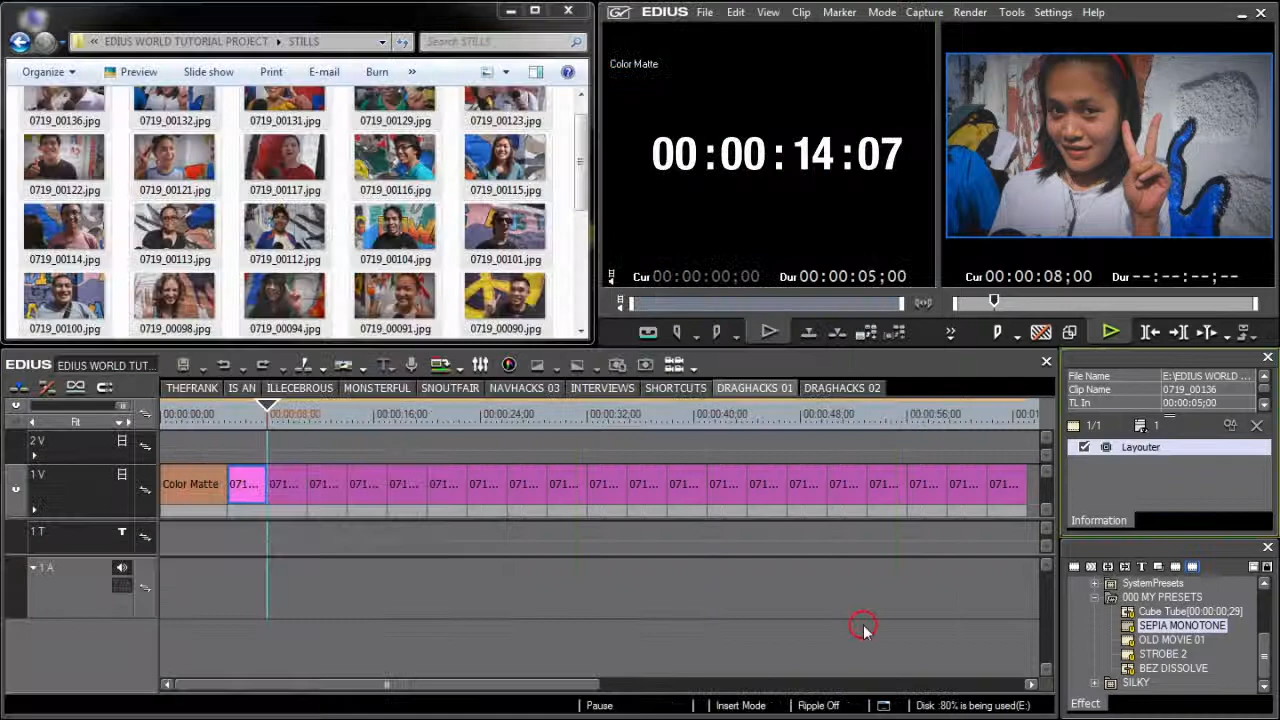 EDIUS WORLD TUTORIAL PROJECT
STILLS
Search STILLS
Organize
Preview
Slide show
Print
E-mail
Burn
»
0719_00136.jpg
0719_00132.jpg
0719_00131.jpg
0719_00129.jpg
0719_00123.jpg
0719_00122.jpg
0719_00121.jpg
0719_00117.jpg
0719_00116.jpg
0719_00115.jpg
0719_00114.jpg
0719_00113.jpg
0719_00112.jpg
0719_00104.jpg
0719_00101.jpg
0719_00100.jpg
0719_00098.jpg
0719_00094.jpg
0719_00091.jpg
0719_00090.jpg
EDIUS File Edit View Clip Marker Mode Capture Render Tools Settings Help
Color Matte
00:00:14:07
Cur 00:00:00;00 Dur 00:00:05;00
Cur 00:00:08;00 Dur --:--:--;--
EDIUS EDIUS WORLD TUT...
THEFRANK IS AN ILLECEBROUS MONSTERFUL SNOUTFAIR NAVHACKS 03 INTERVIEWS SHORTCUTS DRAGHACKS 01 DRAGHACKS 02
00:00:00;00 00:00:08;00 00:00:16;00 00:00:24;00 00:00:32;00 00:00:40;00 00:00:48;00 00:00:56;00 00:01
Fit
2 V
1 V
Color Matte 071... 071... 071... 071... 071... 071... 071... 071... 071... 071... 071... 071... 071... 071... 071... 071... 071... 071... 071... 071...
1 T T
1 A
Pause Insert Mode Ripple Off Disk :80% is being used(E:)
File Name E:\EDIUS WORLD ...
Clip Name 0719_00136
TL In 00:00:05;00
1/1 1
Layouter
Information
SystemPresets
000 MY PRESETS
Cube Tube[00:00:00;29]
SEPIA MONOTONE
OLD MOVIE 01
STROBE 2
BEZ DISSOLVE
SILKY
Effect